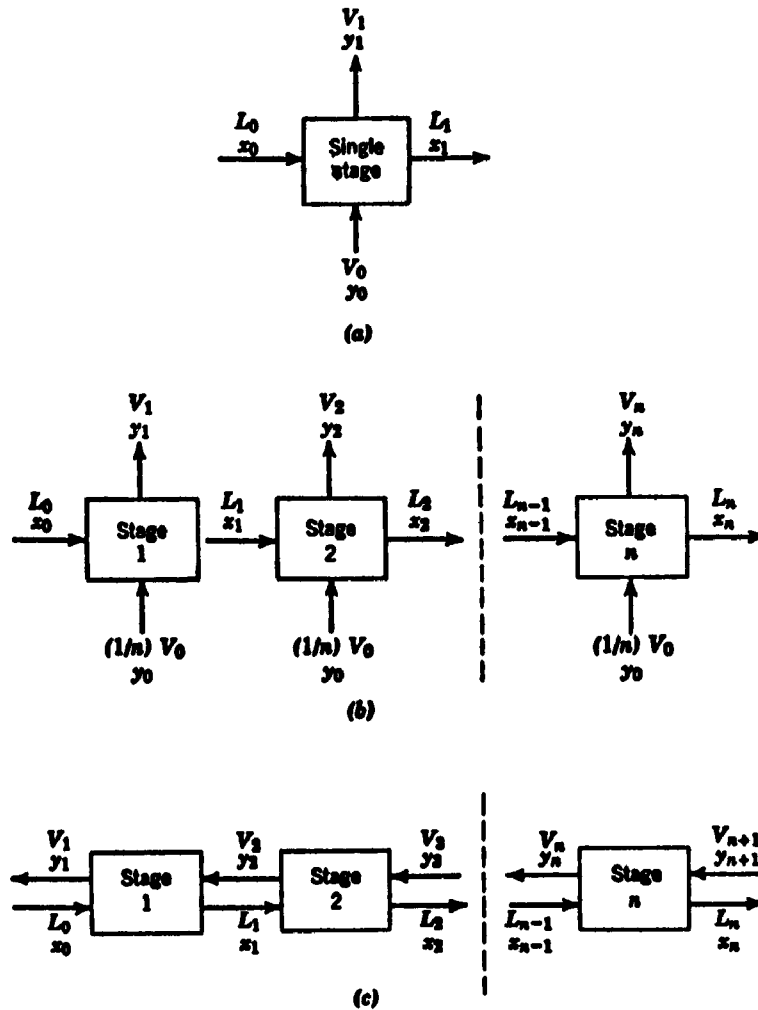 V₁
y₁
L₀ L₁
x₀ Single x₁
stage
V₀
y₀
(a)
V₁ V₂ Vₙ
y₁ y₂ yₙ
L₀ L₁ L₂ Lₙ₋₁ Lₙ
x₀ Stage x₁ Stage x₂ xₙ₋₁ Stage xₙ
1 2 n
(1/n) V₀ (1/n) V₀ (1/n) V₀
y₀ y₀ y₀
(b)
V₁ V₂ V₃ Vₙ Vₙ₊₁
y₁ Stage y₂ Stage y₃ yₙ Stage yₙ₊₁
1 2 n
L₀ L₁ L₂ Lₙ₋₁ Lₙ
x₀ x₁ x₂ xₙ₋₁ xₙ
(c)